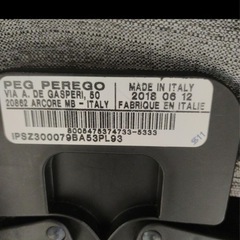 PEG PEREGO
VIA A. DE GASPERI, 50
20862 ARCORE MB - ITALY
MADE IN ITALY
2018 06 12
FABRIQUE EN ITALIE
8005475374733-5333
IPSZ300079BA53PL93